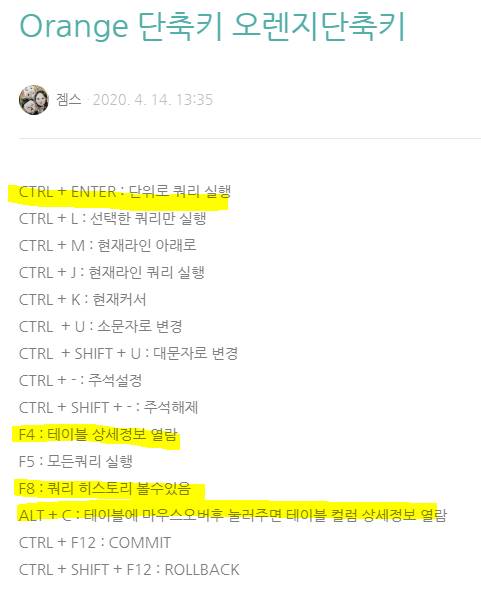 Orange 단축키 오렌지단축키
젬스 · 2020. 4. 14. 13:35
CTRL + ENTER : 단위로 쿼리 실행
CTRL + L : 선택한 쿼리만 실행
CTRL + M : 현재라인 아래로
CTRL + J : 현재라인 쿼리 실행
CTRL + K : 현재커서
CTRL  + U : 소문자로 변경
CTRL  + SHIFT + U : 대문자로 변경
CTRL + - : 주석설정
CTRL + SHIFT + - : 주석해제
F4 : 테이블 상세정보 열람
F5 : 모든쿼리 실행
F8 : 쿼리 히스토리 볼수있음
ALT + C : 테이블에 마우스오버후 눌러주면 테이블 컬럼 상세정보 열람
CTRL + F12 : COMMIT
CTRL + SHIFT + F12 : ROLLBACK